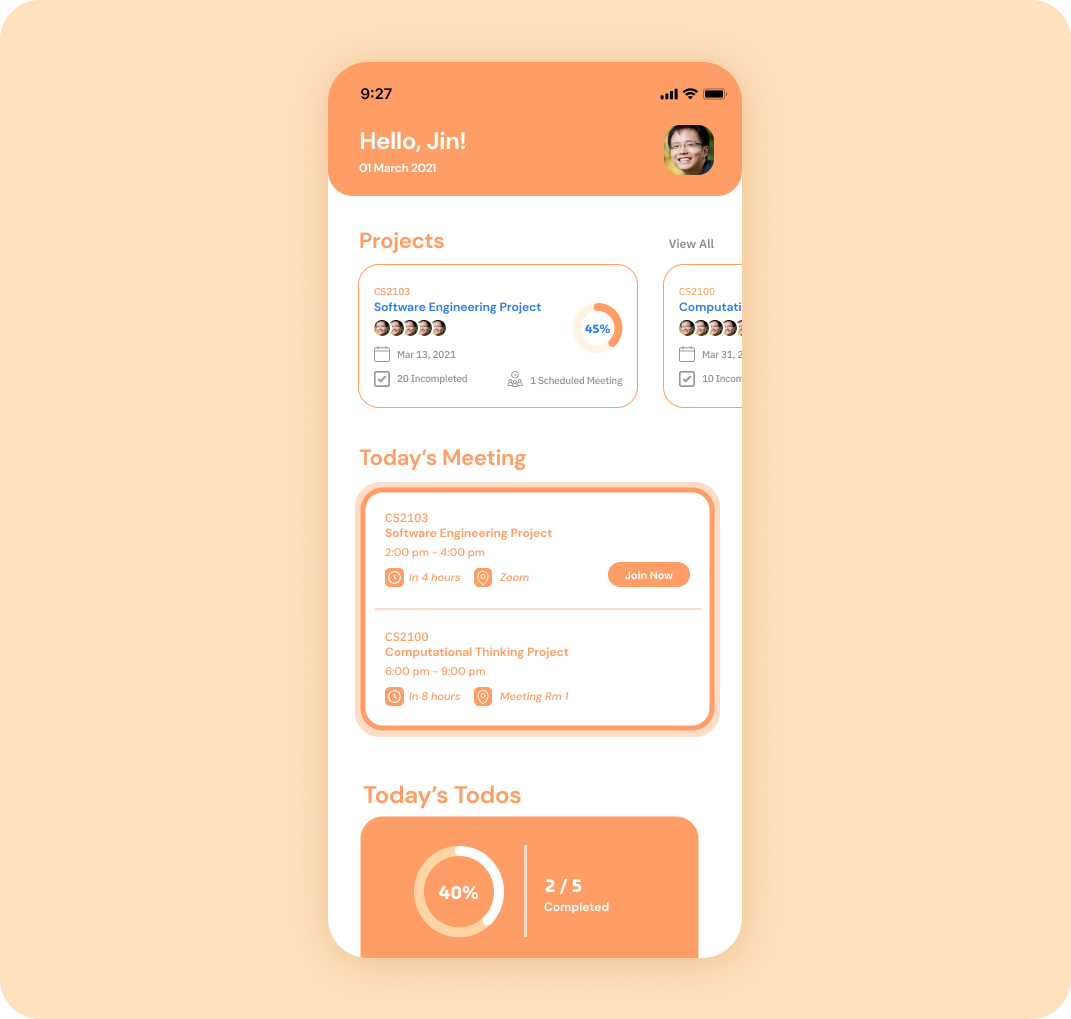 9:27
Hello, Jin!
01 March 2021
Projects
View All
CS2103
Software Engineering Project
45%
Mar 13, 2021
20 Incompleted
1 Scheduled Meeting
CS2100
Computati
Mar 31, 2
10 Incom
Today's Meeting
CS2103
Software Engineering Project
2:00 pm - 4:00 pm
In 4 hours
Zoom
Join Now
CS2100
Computational Thinking Project
6:00 pm - 9:00 pm
In 8 hours
Meeting Rm 1
Today's Todos
40%
2 / 5
Completed